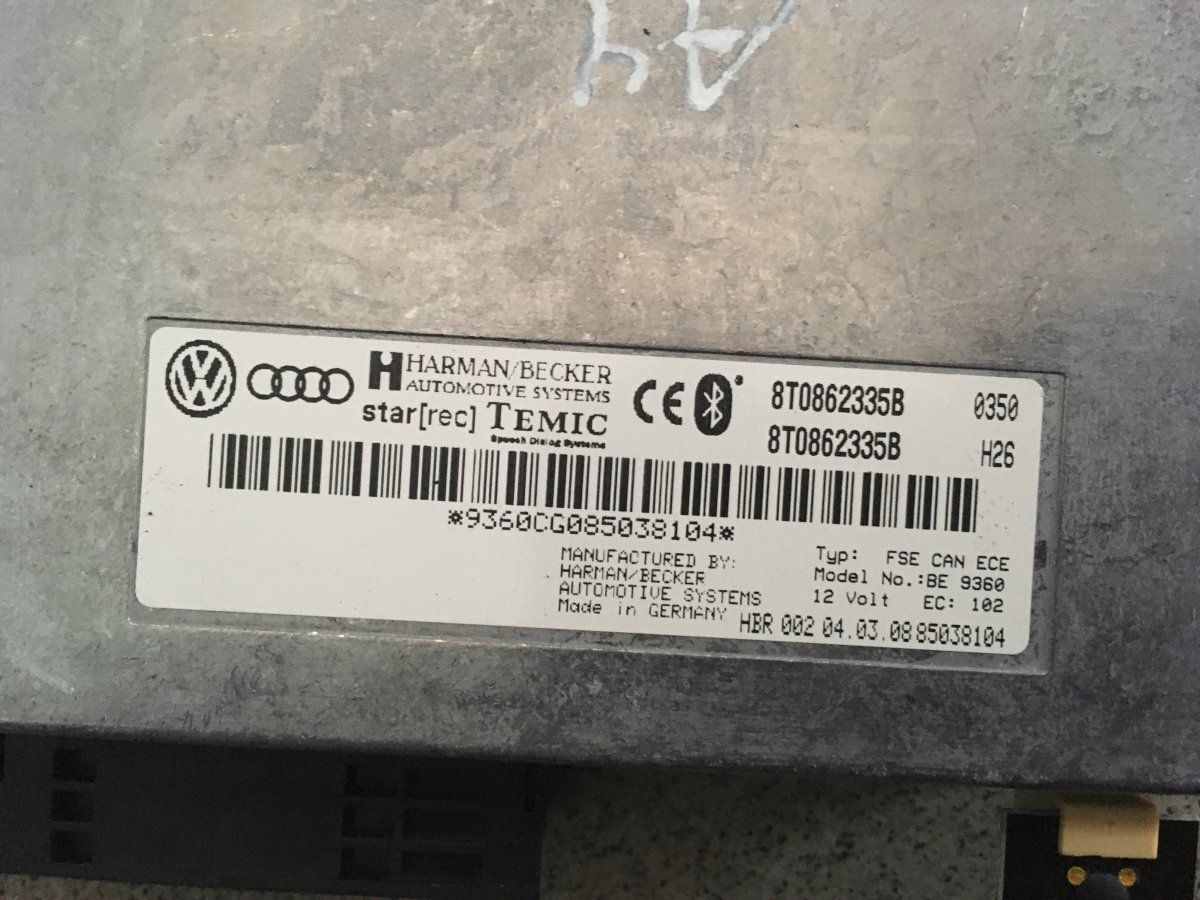 A4
HARMAN/BECKER
AUTOMOTIVE SYSTEMS
star[rec] TEMIC
Speech Dialog Systems
CE
8T0862335B 0350
8T0862335B H26
*9360CG085038104*
MANUFACTURED BY:
HARMAN/BECKER
AUTOMOTIVE SYSTEMS
Made in GERMANY
Typ: FSE CAN ECE
Model No.:BE 9360
12 Volt EC: 102
HBR 002 04.03.08 85038104